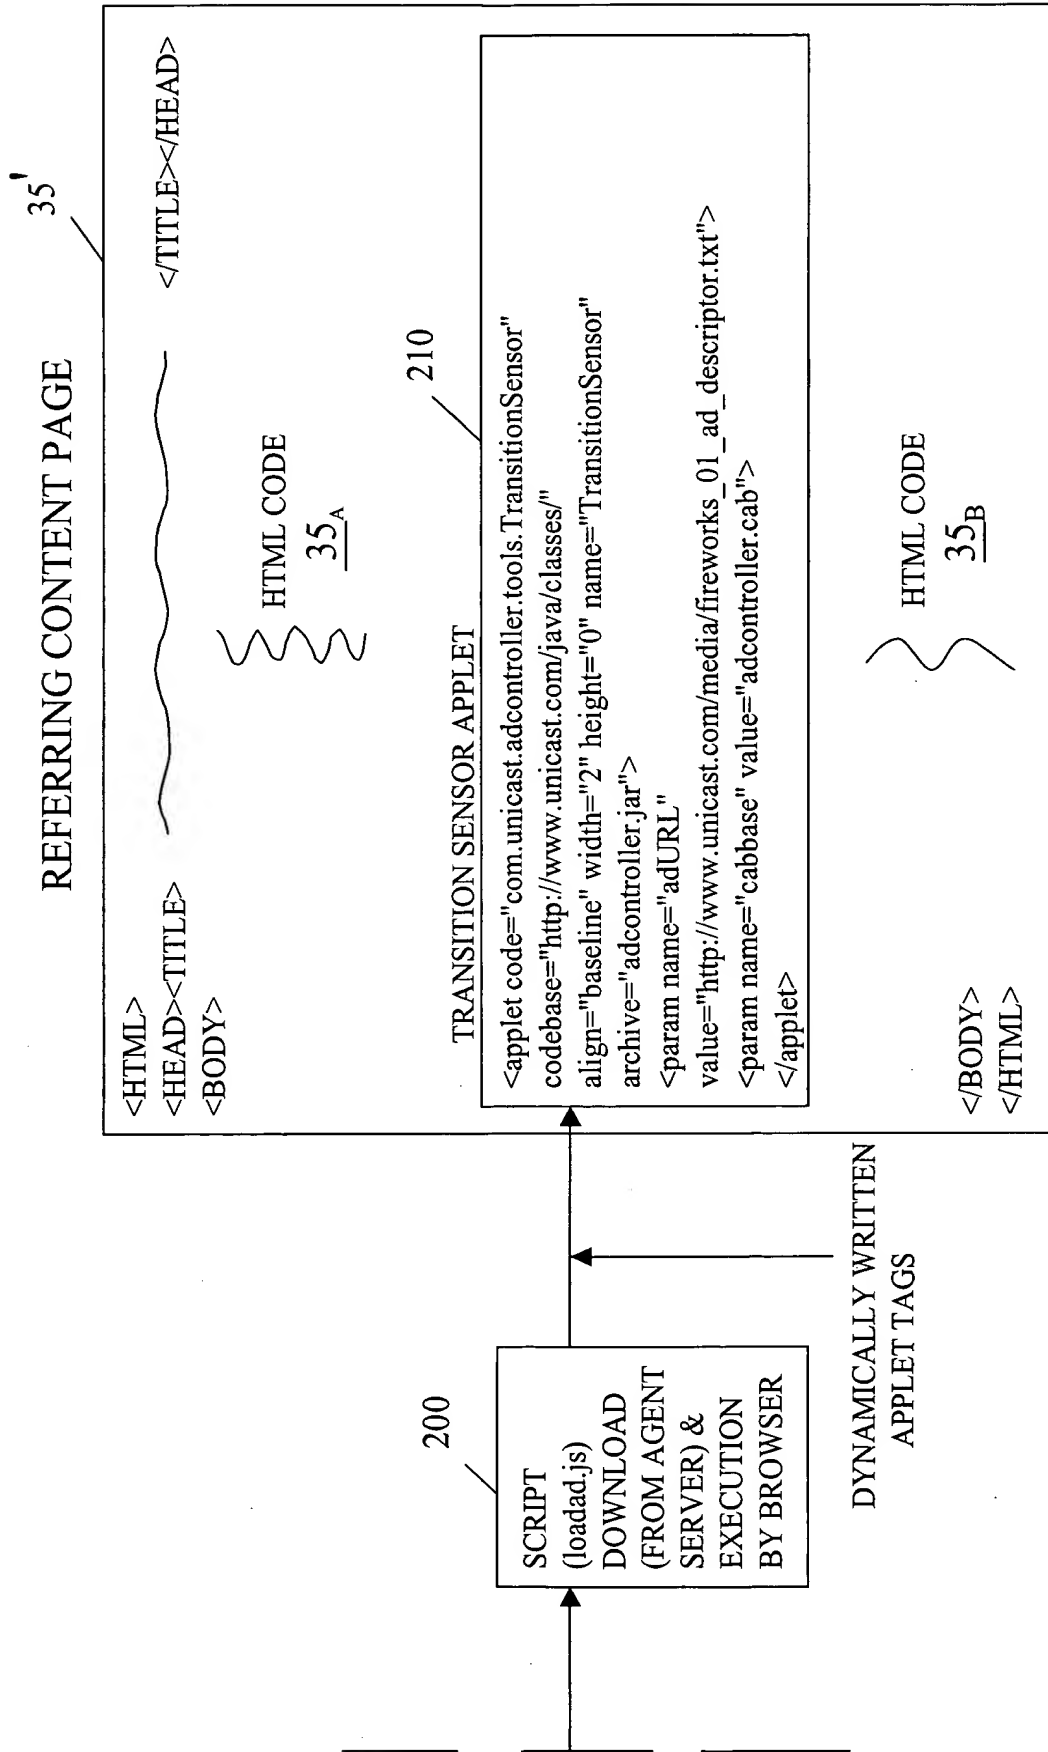 REFERRING CONTENT PAGE
35'
<HTML>
<HEAD><TITLE> </TITLE></HEAD>
<BODY>
HTML CODE
35A
TRANSITION SENSOR APPLET
210
<applet code="com.unicast.adcontroller.tools.TransitionSensor"
codebase="http://www.unicast.com/java/classes/"
align="baseline" width="2" height="0" name="TransitionSensor"
archive="adcontroller.jar">
<param name="adURL"
value="http://www.unicast.com/media/fireworks_01_ad_descriptor.txt">
<param name="cabbase" value="adcontroller.cab">
</applet>
HTML CODE
35B
</BODY>
</HTML>
200
SCRIPT
(loadad.js)
DOWNLOAD
(FROM AGENT
SERVER) &
EXECUTION
BY BROWSER
DYNAMICALLY WRITTEN
APPLET TAGS